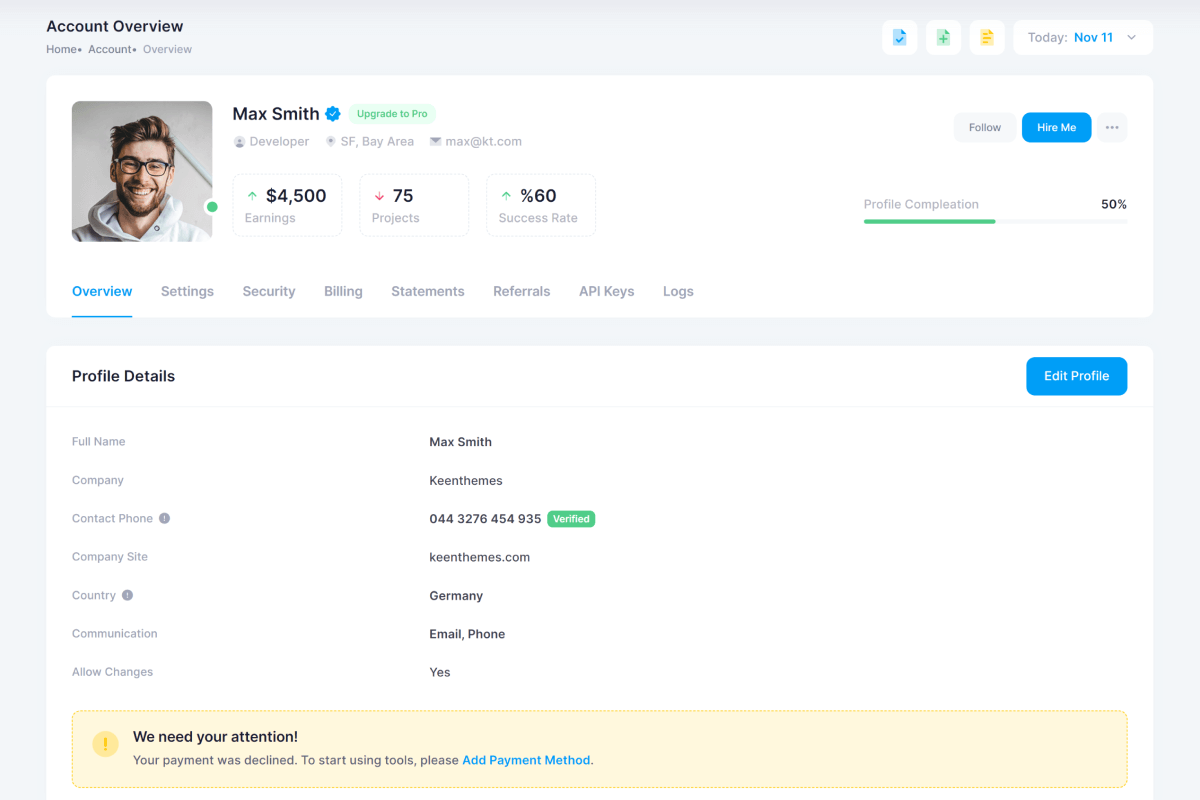 Account Overview
Home• Account• Overview
Today: Nov 11
Max Smith Upgrade to Pro
Developer SF, Bay Area max@kt.com
Follow Hire Me
$4,500 75 %60
Earnings Projects Success Rate
Profile Compleation 50%
Overview Settings Security Billing Statements Referrals API Keys Logs
Profile Details Edit Profile
Full Name Max Smith
Company Keenthemes
Contact Phone 044 3276 454 935 Verified
Company Site keenthemes.com
Country Germany
Communication Email, Phone
Allow Changes Yes
We need your attention!
Your payment was declined. To start using tools, please Add Payment Method.